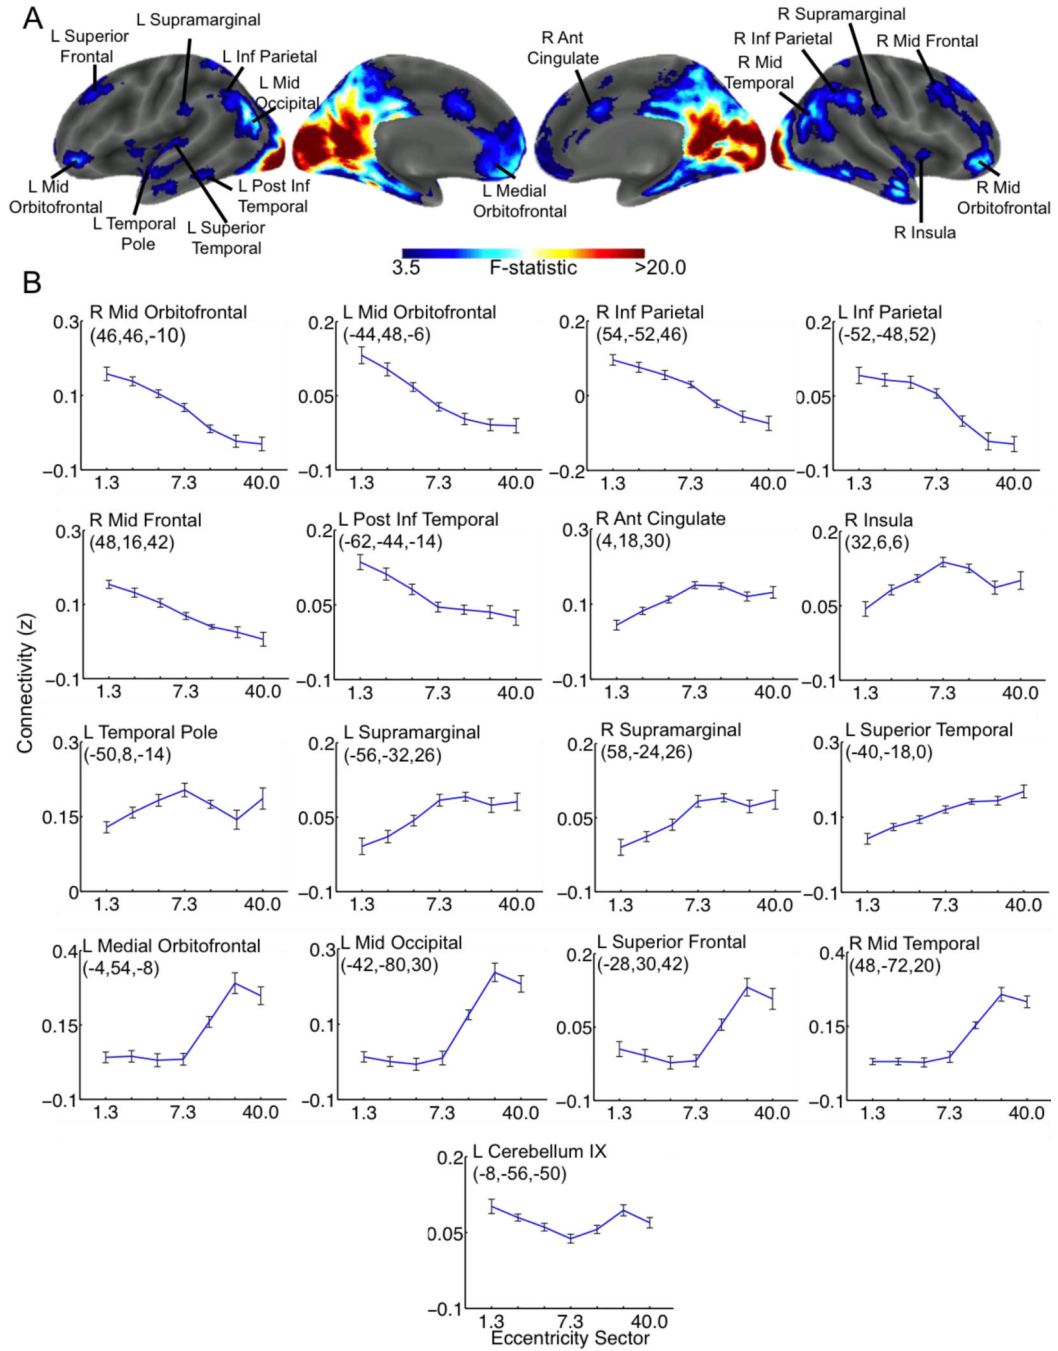 A
L Supramarginal
L Superior
Frontal
L Inf Parietal
L Mid
Occipital
R Ant
Cingulate
R Supramarginal
R Inf Parietal
R Mid Frontal
R Mid
Temporal
L Mid
Orbitofrontal
L Temporal
Pole
L Superior
Temporal
L Post Inf
Temporal
L Medial
Orbitofrontal
R Insula
R Mid
Orbitofrontal
3.5
F-statistic
>20.0
B
Connectivity (z)
R Mid Orbitofrontal
(46,46,-10)
0.3
0.1
−0.1
1.3
7.3
40.0
L Mid Orbitofrontal
(-44,48,-6)
0.2
0.05
−0.1
1.3
7.3
40.0
R Inf Parietal
(54,-52,46)
0.2
0
−0.2
1.3
7.3
40.0
L Inf Parietal
(-52,-48,52)
0.2
0.05
−0.1
1.3
7.3
40.0
R Mid Frontal
(48,16,42)
0.3
0.1
−0.1
1.3
7.3
40.0
L Post Inf Temporal
(-62,-44,-14)
0.2
0.05
−0.1
1.3
7.3
40.0
R Ant Cingulate
(4,18,30)
0.3
0.1
−0.1
1.3
7.3
40.0
R Insula
(32,6,6)
0.2
0.05
−0.1
1.3
7.3
40.0
L Temporal Pole
(-50,8,-14)
0.3
0.15
0
1.3
7.3
40.0
L Supramarginal
(-56,-32,26)
0.2
0.05
−0.1
1.3
7.3
40.0
R Supramarginal
(58,-24,26)
0.2
0.05
−0.1
1.3
7.3
40.0
L Superior Temporal
(-40,-18,0)
0.3
0.1
−0.1
1.3
7.3
40.0
L Medial Orbitofrontal
(-4,54,-8)
0.4
0.15
−0.1
1.3
7.3
40.0
L Mid Occipital
(-42,-80,30)
0.3
0.1
−0.1
1.3
7.3
40.0
L Superior Frontal
(-28,30,42)
0.2
0.05
−0.1
1.3
7.3
40.0
R Mid Temporal
(48,-72,20)
0.4
0.15
−0.1
1.3
7.3
40.0
L Cerebellum IX
(-8,-56,-50)
0.2
0.05
−0.1
1.3
7.3
40.0
Eccentricity Sector